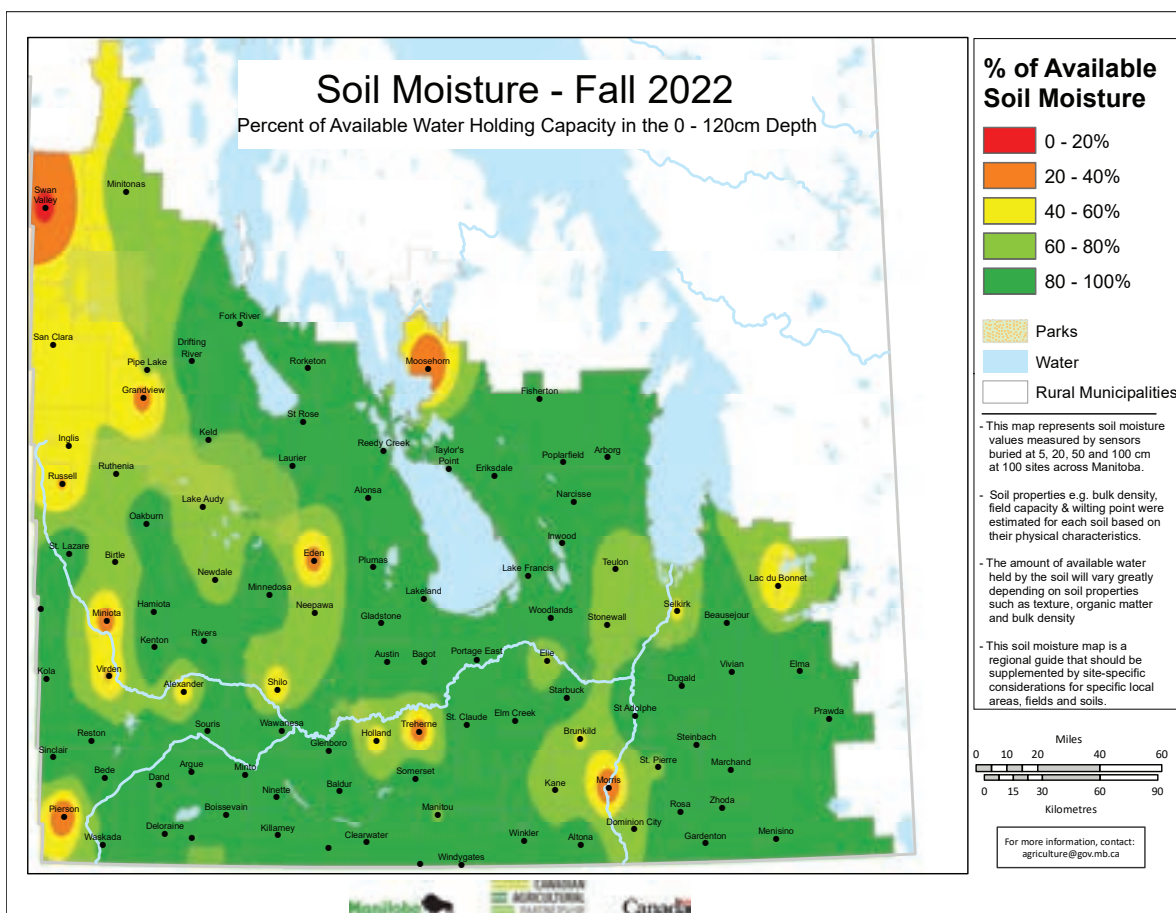 Soil Moisture - Fall 2022
Percent of Available Water Holding Capacity in the 0 - 120cm Depth
Swan
Valley
Minitonas
San Clara
Fork River
Drifting
River
Pipe Lake
Rorketon
Moosehorn
Grandview
Fisherton
St Rose
Inglis
Keld
Reedy Creek
Taylor's
Point
Poplarfield
Arborg
Russell
Ruthenia
Laurier
Eriksdale
Lake Audy
Alonsa
Narcisse
Oakburn
St. Lazare
Birtle
Eden
Inwood
Newdale
Plumas
Lake Francis
Teulon
Lac du Bonnet
Minnedosa
Lakeland
Miniota
Hamiota
Neepawa
Gladstone
Woodlands
Stonewall
Selkirk
Beausejour
Kenton
Rivers
Kola
Virden
Austin
Bagot
Portage East
Elie
Vivian
Elma
Alexander
Shilo
Dugald
Starbuck
St Adolphe
Prawda
Souris
Wawanesa
Holland
Treherne
St. Claude
Elm Creek
Reston
Glenboro
Brunkild
Steinbach
Sinclair
Bede
Dand
Argue
Minto
Somerset
St. Pierre
Marchand
Ninette
Baldur
Kane
Morris
Pierson
Boissevain
Manitou
Rosa
Zhoda
Waskada
Deloraine
Killarney
Clearwater
Winkler
Altona
Dominion City
Gardenton
Menisino
Windygates
% of Available
Soil Moisture
0 - 20%
20 - 40%
40 - 60%
60 - 80%
80 - 100%
Parks
Water
Rural Municipalities
- This map represents soil moisture
values measured by sensors
buried at 5, 20, 50 and 100 cm
at 100 sites across Manitoba.
- Soil properties e.g. bulk density,
field capacity & wilting point were
estimated for each soil based on
their physical characteristics.
- The amount of available water
held by the soil will vary greatly
depending on soil properties
such as texture, organic matter
and bulk density
- This soil moisture map is a
regional guide that should be
supplemented by site-specific
considerations for specific local
areas, fields and soils.
Miles
0 10 20 40 60
0 15 30 60 90
Kilometres
For more information, contact:
agriculture@gov.mb.ca
Manitoba
CANADIAN
AGRICULTURAL
PARTNERSHIP
Canada